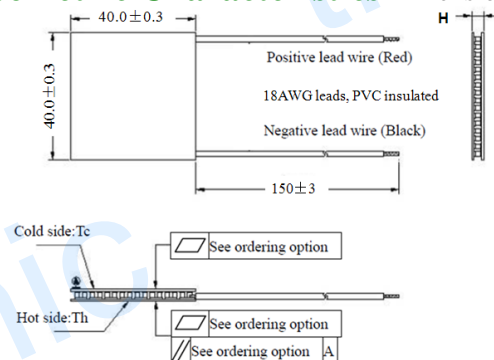 40.0±0.3
H
Positive lead wire (Red)
40.0±0.3
18AWG leads, PVC insulated
Negative lead wire (Black)
150±3
Cold side:Tc
See ordering option
A
Hot side:Th
See ordering option
See ordering option A